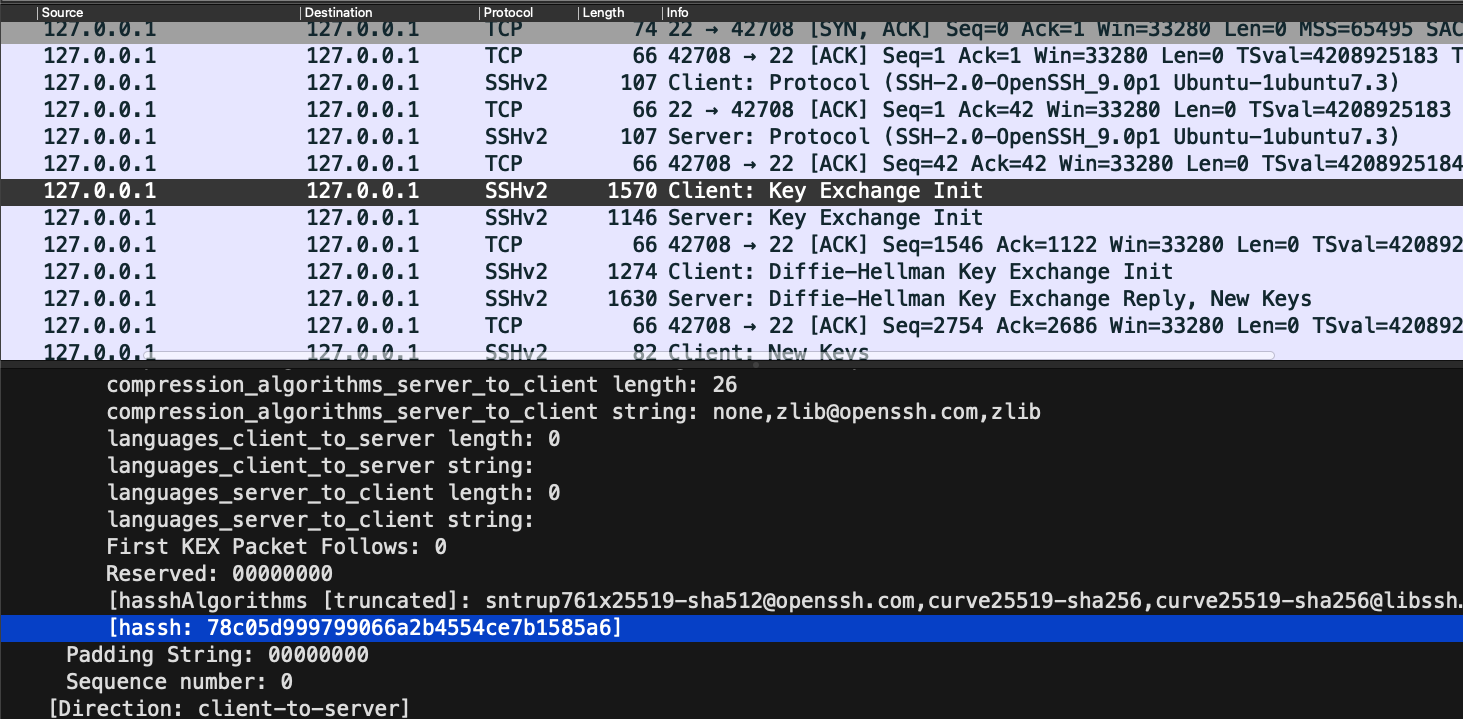 Source Destination Protocol Length Info
127.0.0.1 127.0.0.1 TCP 74 22 → 42708 [SYN, ACK] Seq=0 Ack=1 Win=33280 Len=0 MSS=65495 SAC
127.0.0.1 127.0.0.1 TCP 66 42708 → 22 [ACK] Seq=1 Ack=1 Win=33280 Len=0 TSval=4208925183 T
127.0.0.1 127.0.0.1 SSHv2 107 Client: Protocol (SSH-2.0-OpenSSH_9.0p1 Ubuntu-1ubuntu7.3)
127.0.0.1 127.0.0.1 TCP 66 22 → 42708 [ACK] Seq=1 Ack=42 Win=33280 Len=0 TSval=4208925183
127.0.0.1 127.0.0.1 SSHv2 107 Server: Protocol (SSH-2.0-OpenSSH_9.0p1 Ubuntu-1ubuntu7.3)
127.0.0.1 127.0.0.1 TCP 66 42708 → 22 [ACK] Seq=42 Ack=42 Win=33280 Len=0 TSval=4208925184
127.0.0.1 127.0.0.1 SSHv2 1570 Client: Key Exchange Init
127.0.0.1 127.0.0.1 SSHv2 1146 Server: Key Exchange Init
127.0.0.1 127.0.0.1 TCP 66 42708 → 22 [ACK] Seq=1546 Ack=1122 Win=33280 Len=0 TSval=420892
127.0.0.1 127.0.0.1 SSHv2 1274 Client: Diffie-Hellman Key Exchange Init
127.0.0.1 127.0.0.1 SSHv2 1630 Server: Diffie-Hellman Key Exchange Reply, New Keys
127.0.0.1 127.0.0.1 TCP 66 42708 → 22 [ACK] Seq=2754 Ack=2686 Win=33280 Len=0 TSval=420892
127.0.0.1 127.0.0.1 SSHv2 82 Client: New Keys
compression_algorithms_server_to_client length: 26
compression_algorithms_server_to_client string: none,zlib@openssh.com,zlib
languages_client_to_server length: 0
languages_client_to_server string:
languages_server_to_client length: 0
languages_server_to_client string:
First KEX Packet Follows: 0
Reserved: 00000000
[hasshAlgorithms [truncated]: sntrup761x25519-sha512@openssh.com,curve25519-sha256,curve25519-sha256@libssh.
[hassh: 78c05d999799066a2b4554ce7b1585a6]
Padding String: 00000000
Sequence number: 0
[Direction: client-to-server]